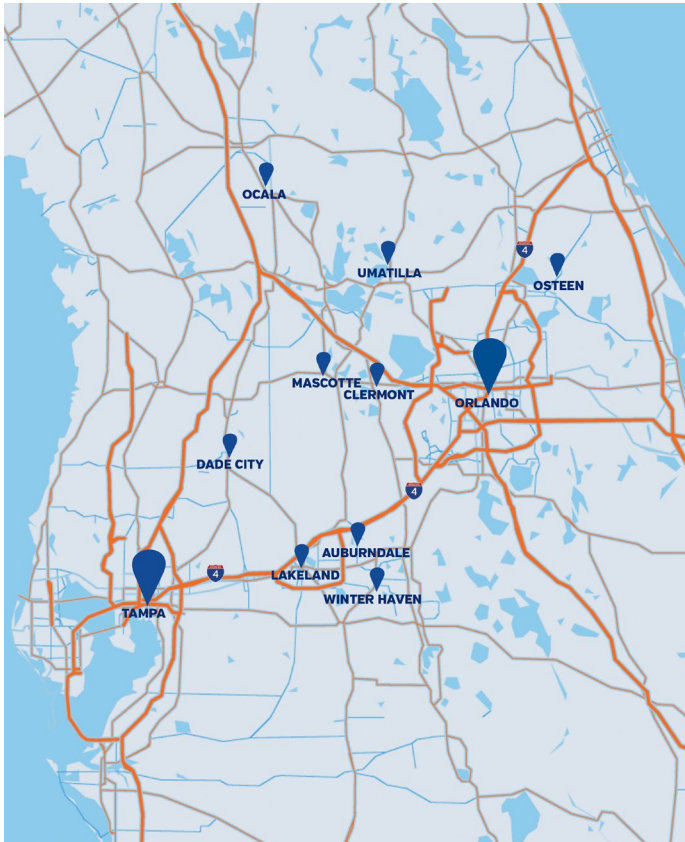 OCALA
4
UMATILLA
OSTEEN
MASCOTTE
CLERMONT
ORLANDO
DADE CITY
4
AUBURNDALE
4
LAKELAND
WINTER HAVEN
TAMPA